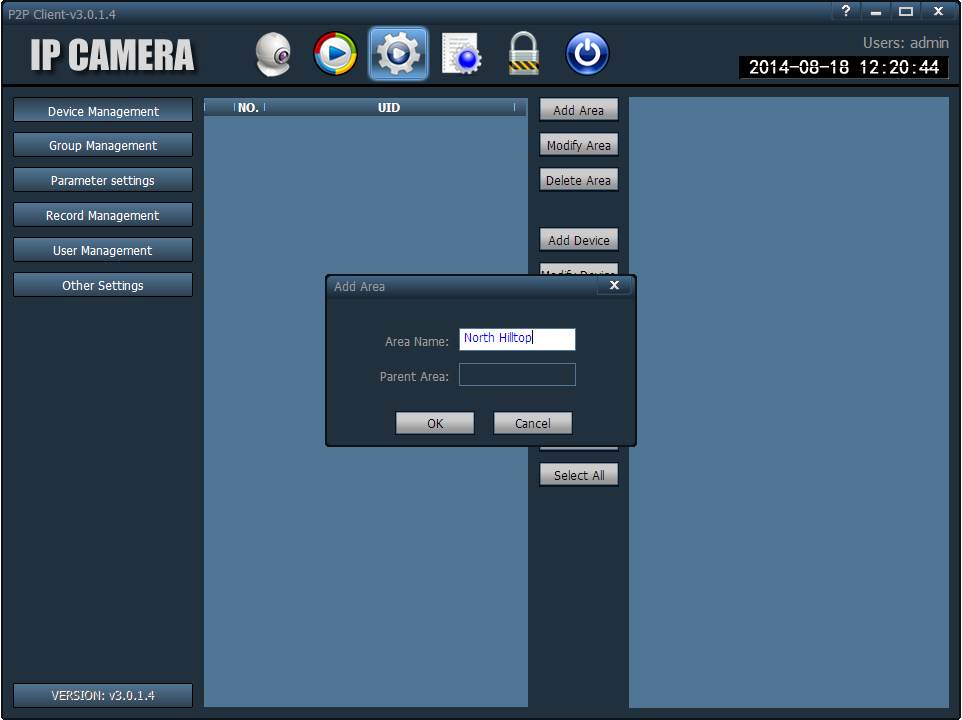 P2P Client-v3.0.1.4
IP CAMERA
Users: admin
2014-08-18 12:20:44
Device Management
Group Management
Parameter settings
Record Management
User Management
Other Settings
VERSION: v3.0.1.4
NO. UID
Add Area
Modify Area
Delete Area
Add Device
Modify Device
Add Area
Area Name: North Hilltop
Parent Area:
OK Cancel
Select All